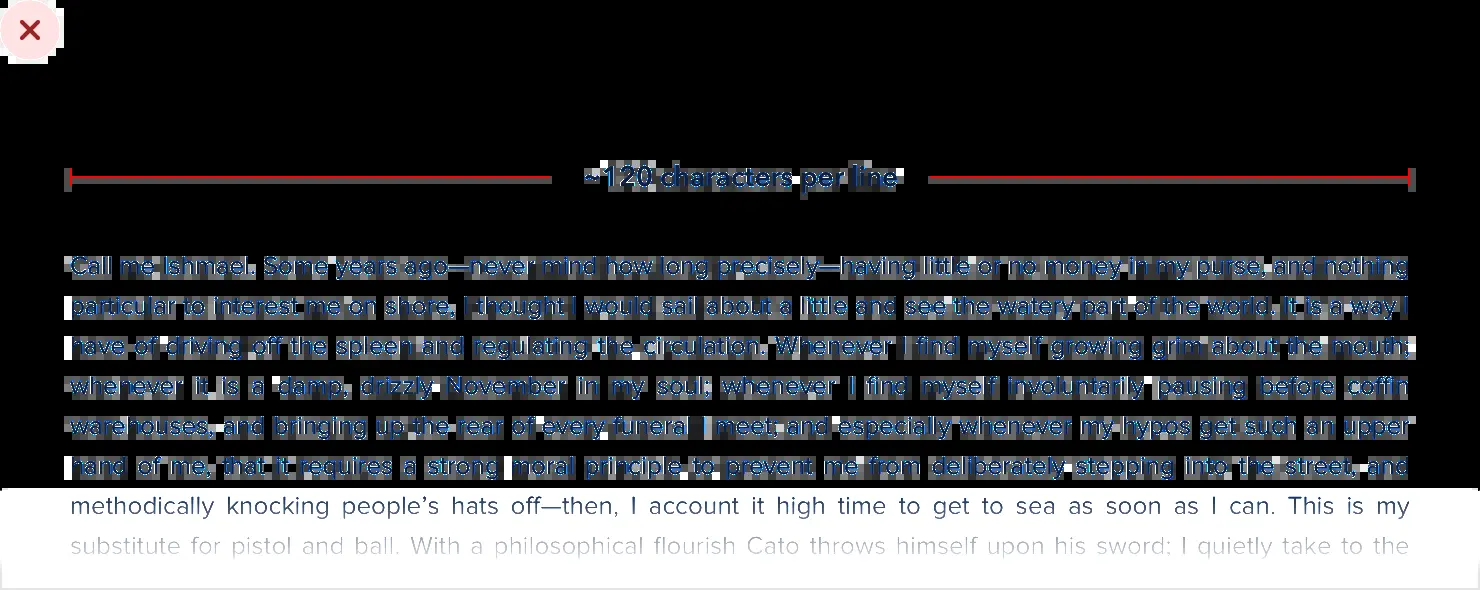 ~120 characters per line
Call me Ishmael. Some years ago—never mind how long precisely—having little or no money in my purse, and nothing
particular to interest me on shore, I thought I would sail about a little and see the watery part of the world. It is a way I
have of driving off the spleen and regulating the circulation. Whenever I find myself growing grim about the mouth;
whenever it is a damp, drizzly November in my soul; whenever I find myself involuntarily pausing before coffin
warehouses, and bringing up the rear of every funeral I meet; and especially whenever my hypos get such an upper
hand of me, that it requires a strong moral principle to prevent me from deliberately stepping into the street, and
methodically knocking people’s hats off—then, I account it high time to get to sea as soon as I can. This is my
substitute for pistol and ball. With a philosophical flourish Cato throws himself upon his sword; I quietly take to the